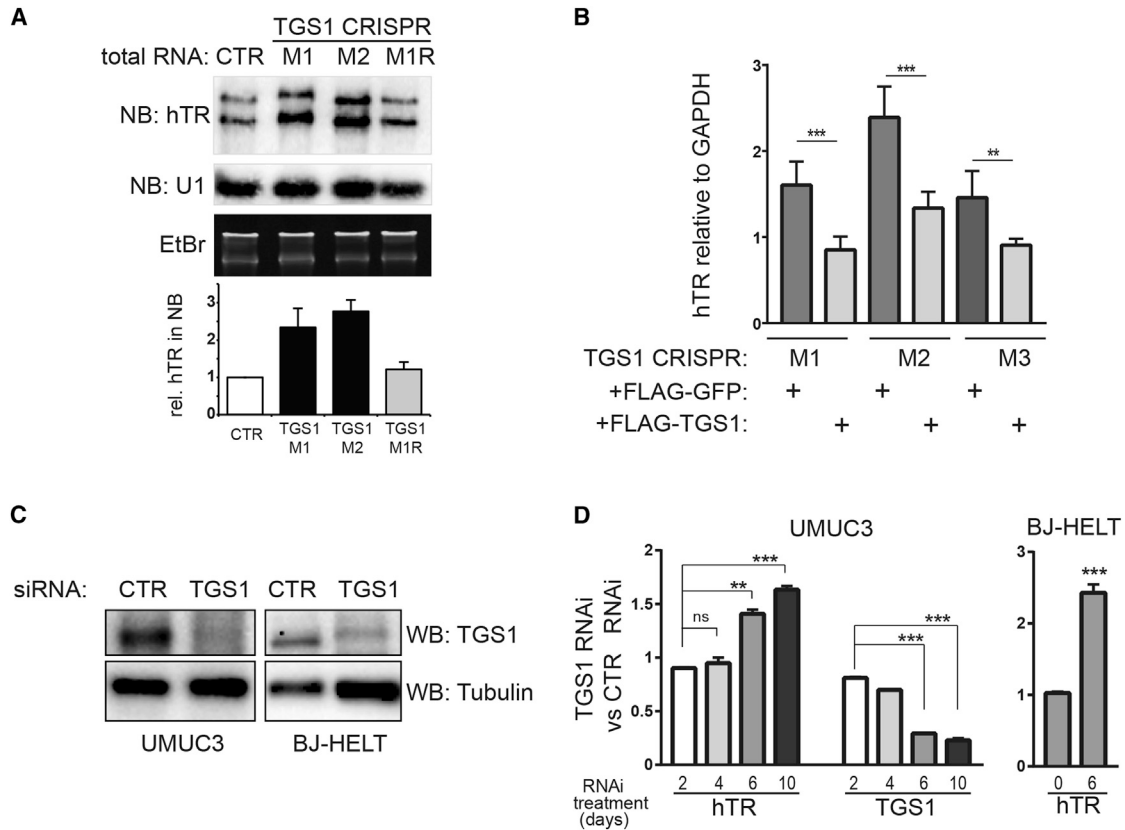 A
TGS1 CRISPR
total RNA: CTR M1 M2 M1R
NB: hTR
NB: U1
EtBr
rel. hTR in NB
3
2
1
0
CTR TGS1 M1 TGS1 M2 TGS1 M1R
B
hTR relative to GAPDH
3
2
1
0
*** *** **
TGS1 CRISPR: M1 M2 M3
+FLAG-GFP: + + +
+FLAG-TGS1: + + +
C
siRNA: CTR TGS1 CTR TGS1
WB: TGS1
WB: Tubulin
UMUC3 BJ-HELT
D
UMUC3
TGS1 RNAi
vs CTR RNAi
2
1.5
1
0.5
0
ns ** ***
*** ***
RNAi
treatment
(days)
2 4 6 10 2 4 6 10
hTR TGS1
BJ-HELT
3
2
1
0
***
0 6
hTR